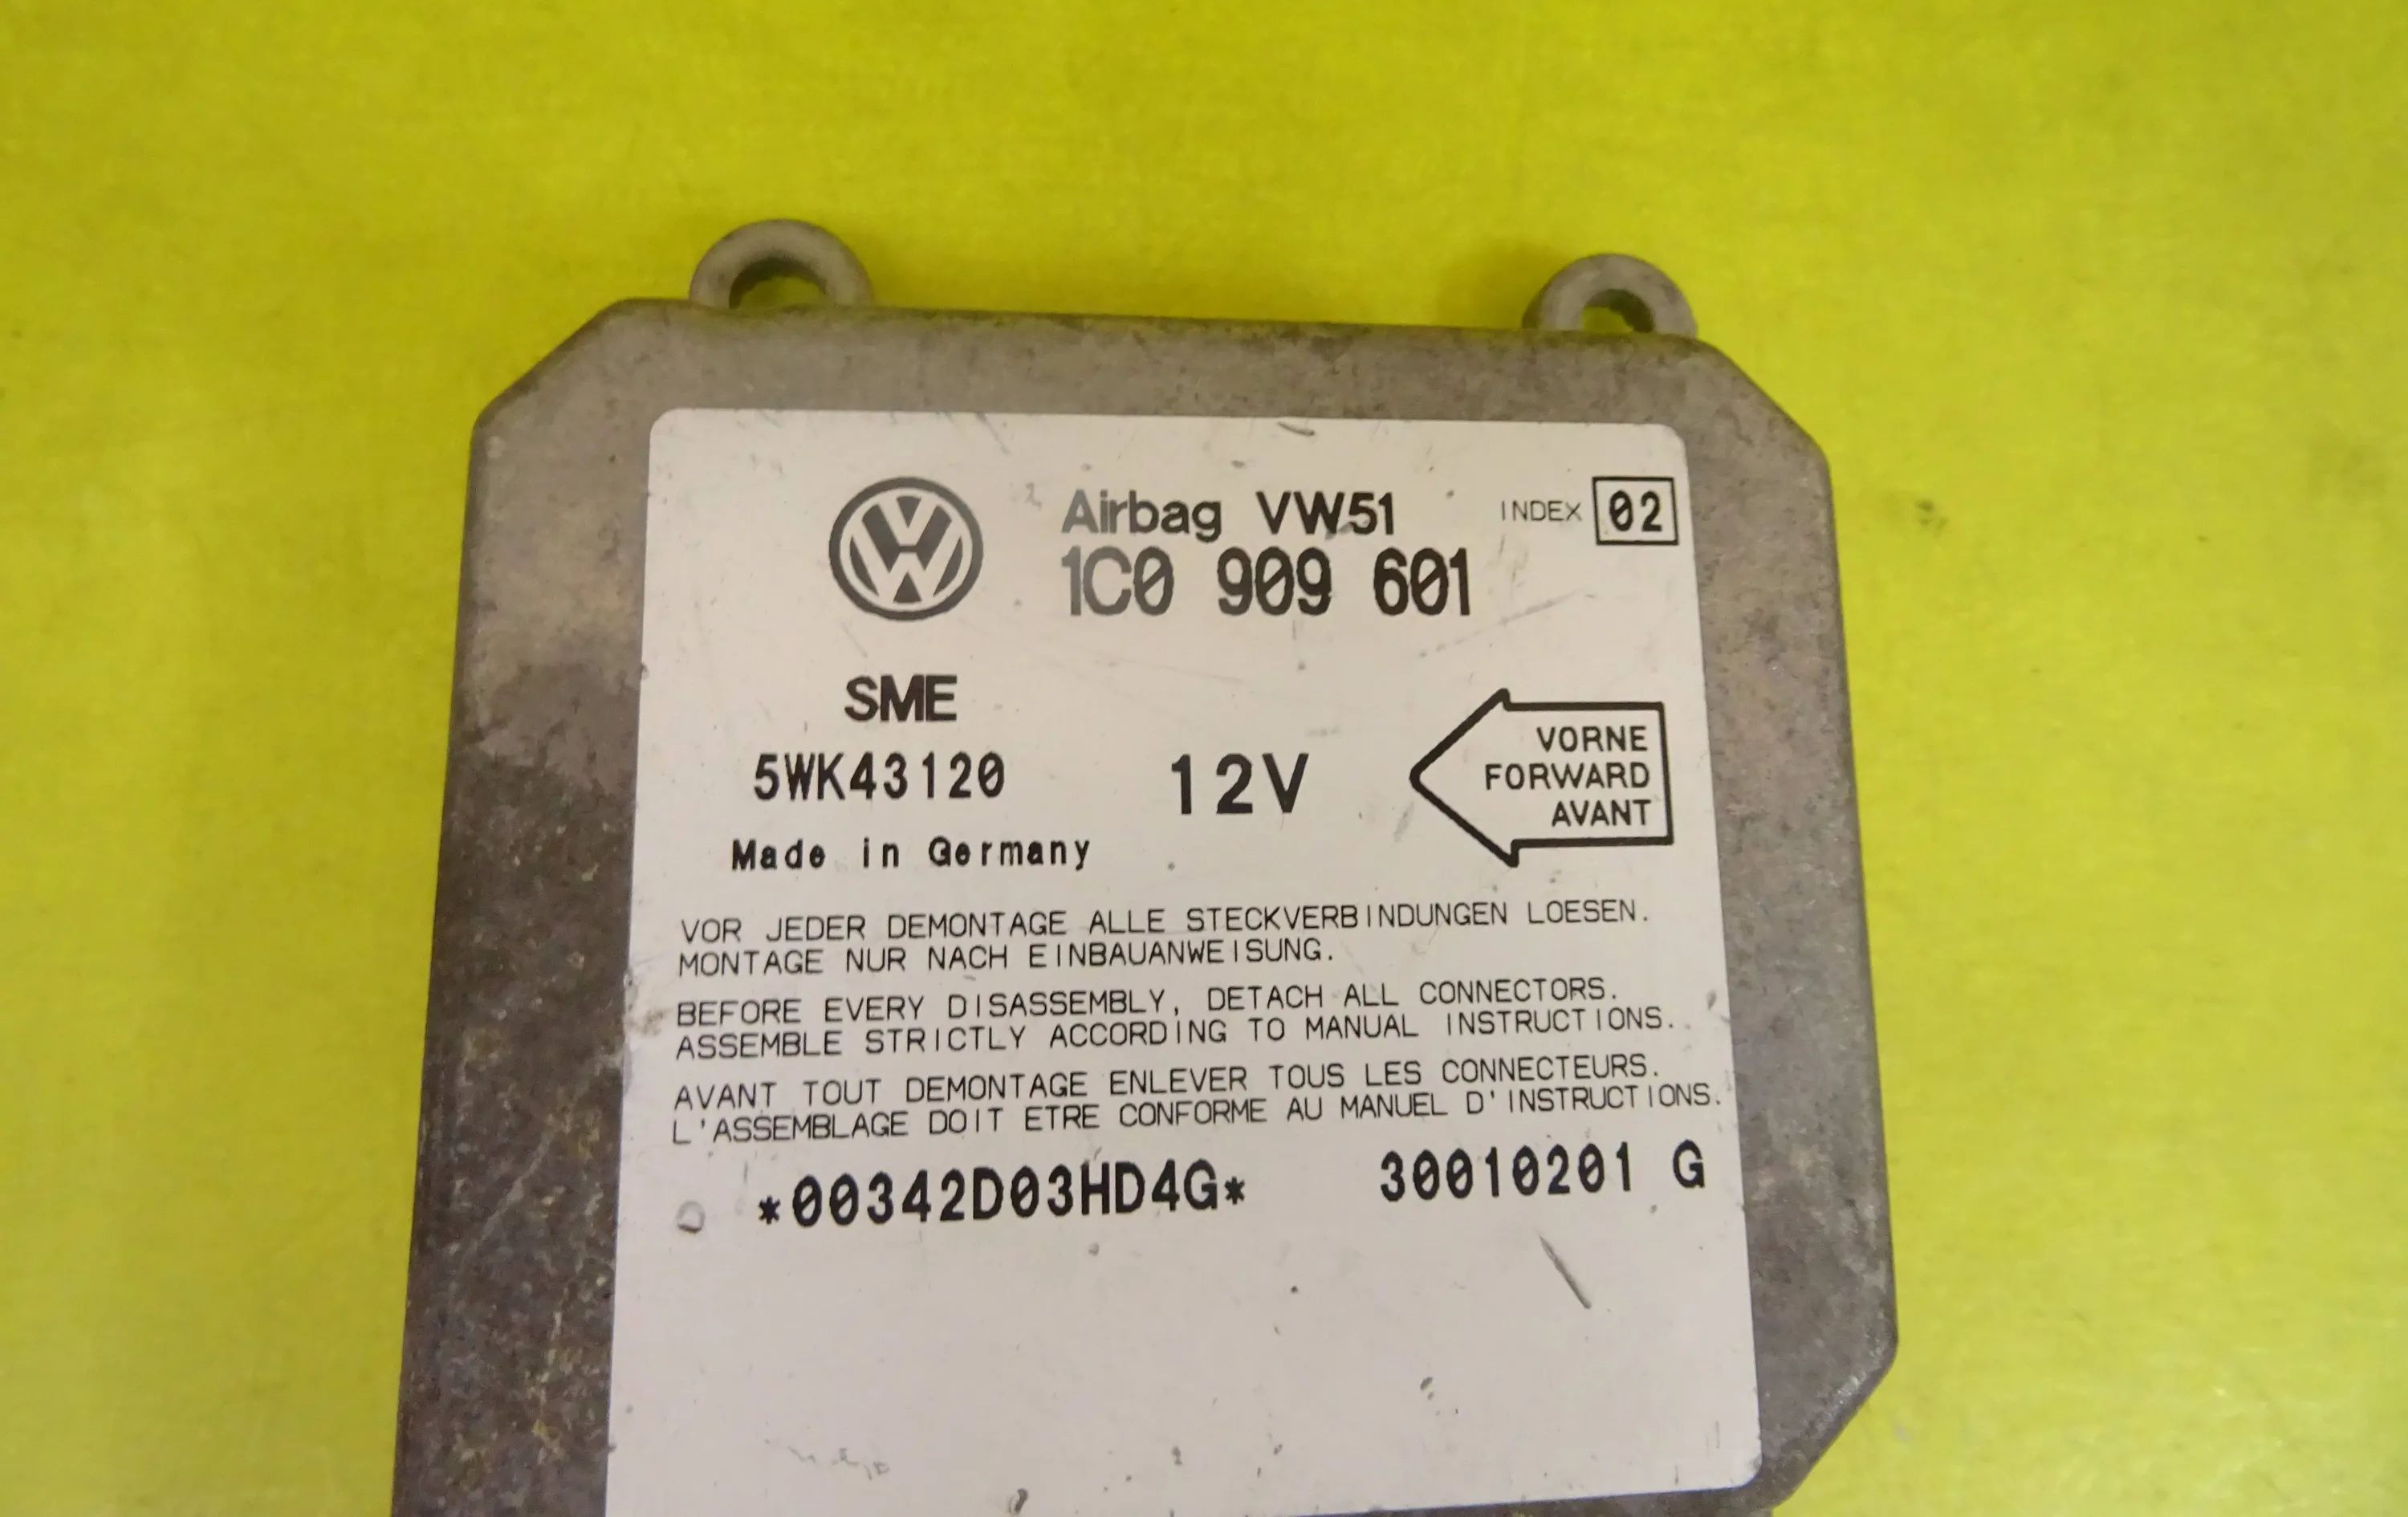 Airbag VW51 INDEX 02
1C0 909 601
SME
5WK43120 12V
VORNE
FORWARD
AVANT
Made in Germany
VOR JEDER DEMONTAGE ALLE STECKVERBINDUNGEN LOESEN.
MONTAGE NUR NACH EINBAUANWEISUNG.
BEFORE EVERY DISASSEMBLY, DETACH ALL CONNECTORS.
ASSEMBLE STRICTLY ACCORDING TO MANUAL INSTRUCTIONS.
AVANT TOUT DEMONTAGE ENLEVER TOUS LES CONNECTEURS.
L'ASSEMBLAGE DOIT ETRE CONFORME AU MANUEL D'INSTRUCTIONS.
*00342D03HD4G* 30010201 G